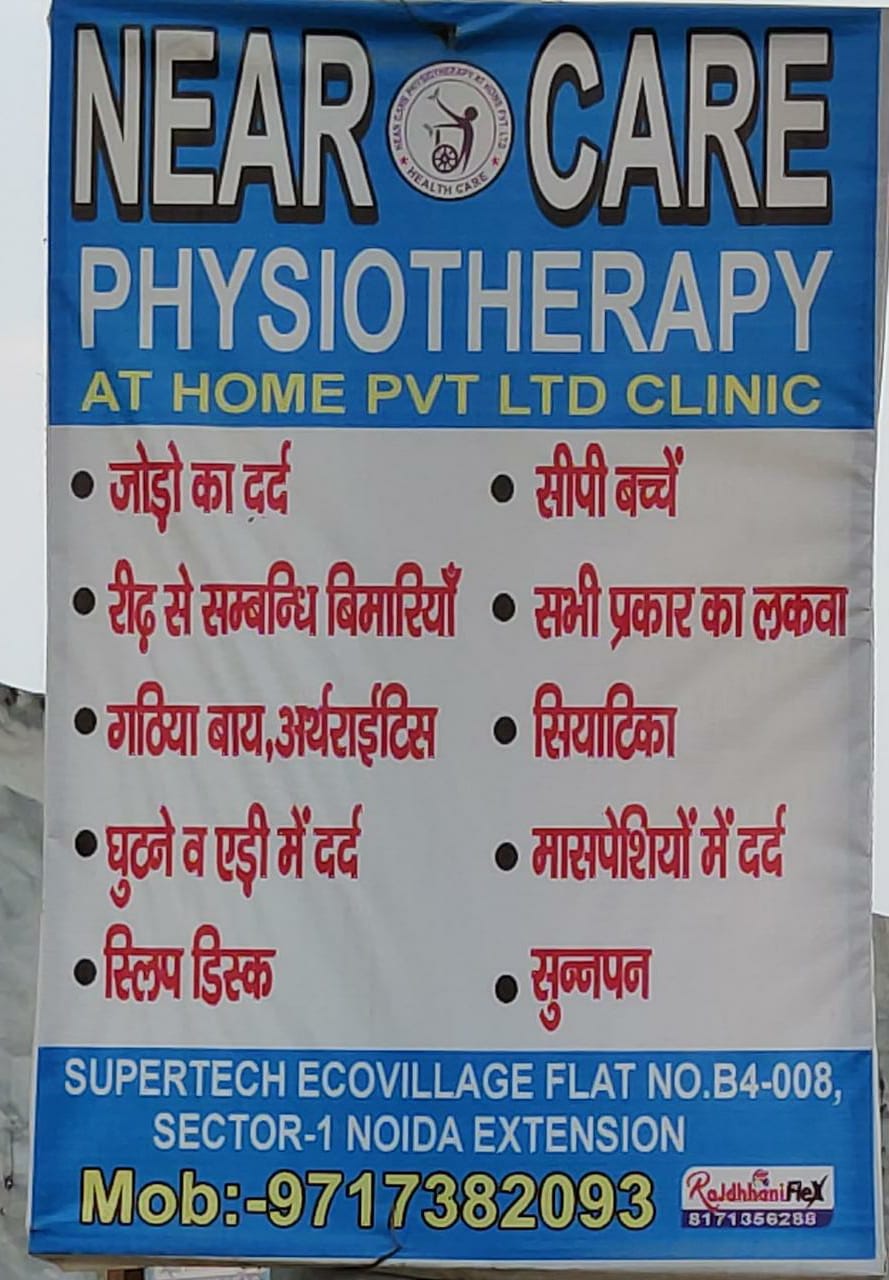 NEAR CARE
NEAR CARE PHYSIOTHERAPY AT HOME PVT LTD
HEALTH CARE
PHYSIOTHERAPY
AT HOME PVT LTD CLINIC
• जोड़ो का दर्द
• रीढ़ से सम्बन्धि बिमारियाँ
• गठिया बाय,अर्थराईटिस
• घुटने व एड़ी में दर्द
• स्लिप डिस्क
• सीपी बच्चें
• सभी प्रकार का लकवा
• सियाटिका
• मासपेशियों में दर्द
• सुन्नपन
SUPERTECH ECOVILLAGE FLAT NO.B4-008,
SECTOR-1 NOIDA EXTENSION
Mob:-9717382093
Rajdhhani Flex
8171356288